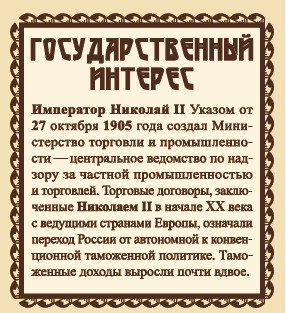 ГОСУДАРСТВЕННЫЙ
ИНТЕРЕС
Император Николай II Указом от
27 октября 1905 года создал Мини-
стерство торговли и промышленно-
сти — центральное ведомство по над-
зору за частной промышленностью
и торговлей. Торговые договоры, заклю-
ченные Николаем II в начале XX века
с ведущими странами Европы, означали
переход России от автономной к конвен-
ционной таможенной политике. Тамо-
женные доходы выросли почти вдвое.